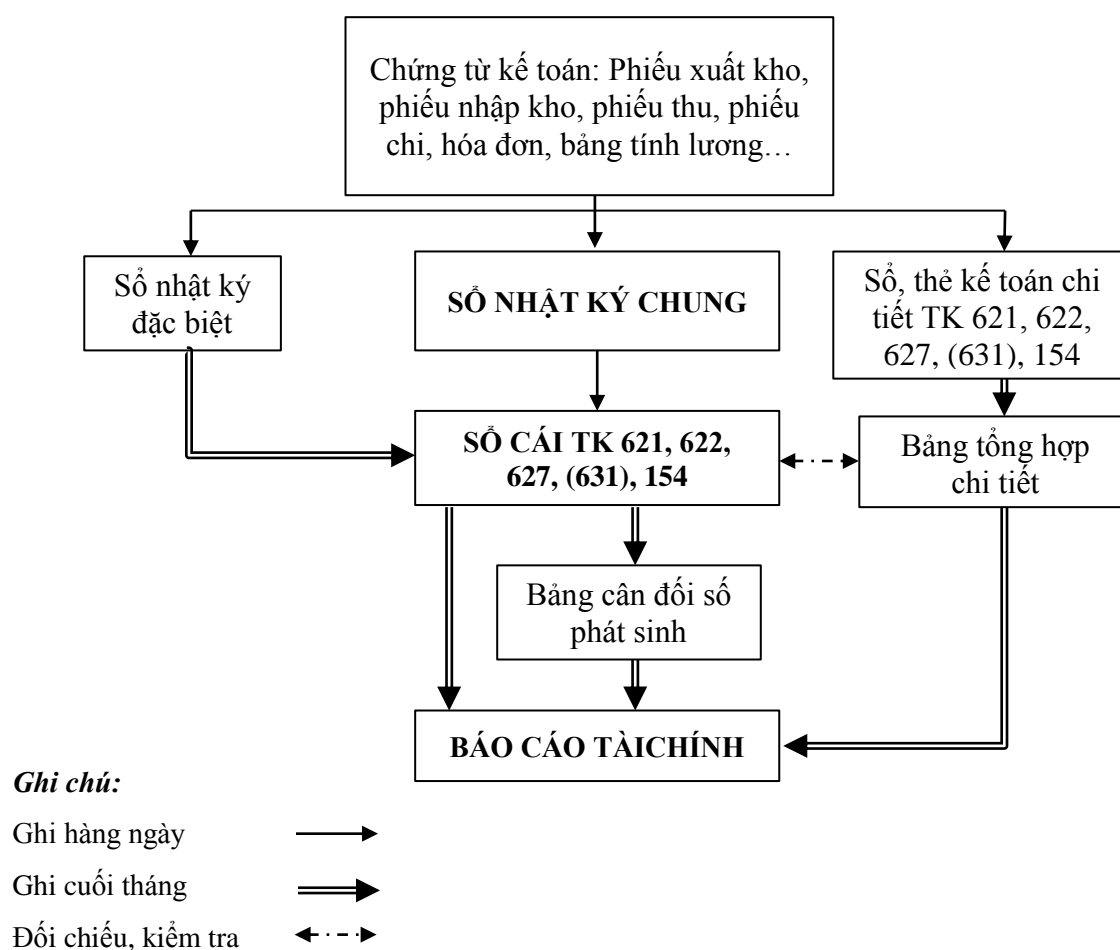 Chứng từ kế toán: Phiếu xuất kho,
phiếu nhập kho, phiếu thu, phiếu
chi, hóa đơn, bảng tính lương…
Sổ nhật ký
đặc biệt
SỔ NHẬT KÝ CHUNG
Sổ, thẻ kế toán chi
tiết TK 621, 622,
627, (631), 154
SỔ CÁI TK 621, 622,
627, (631), 154
Bảng tổng hợp
chi tiết
Bảng cân đối số
phát sinh
BÁO CÁO TÀICHÍNH
Ghi chú:
Ghi hàng ngày
Ghi cuối tháng
Đối chiếu, kiểm tra